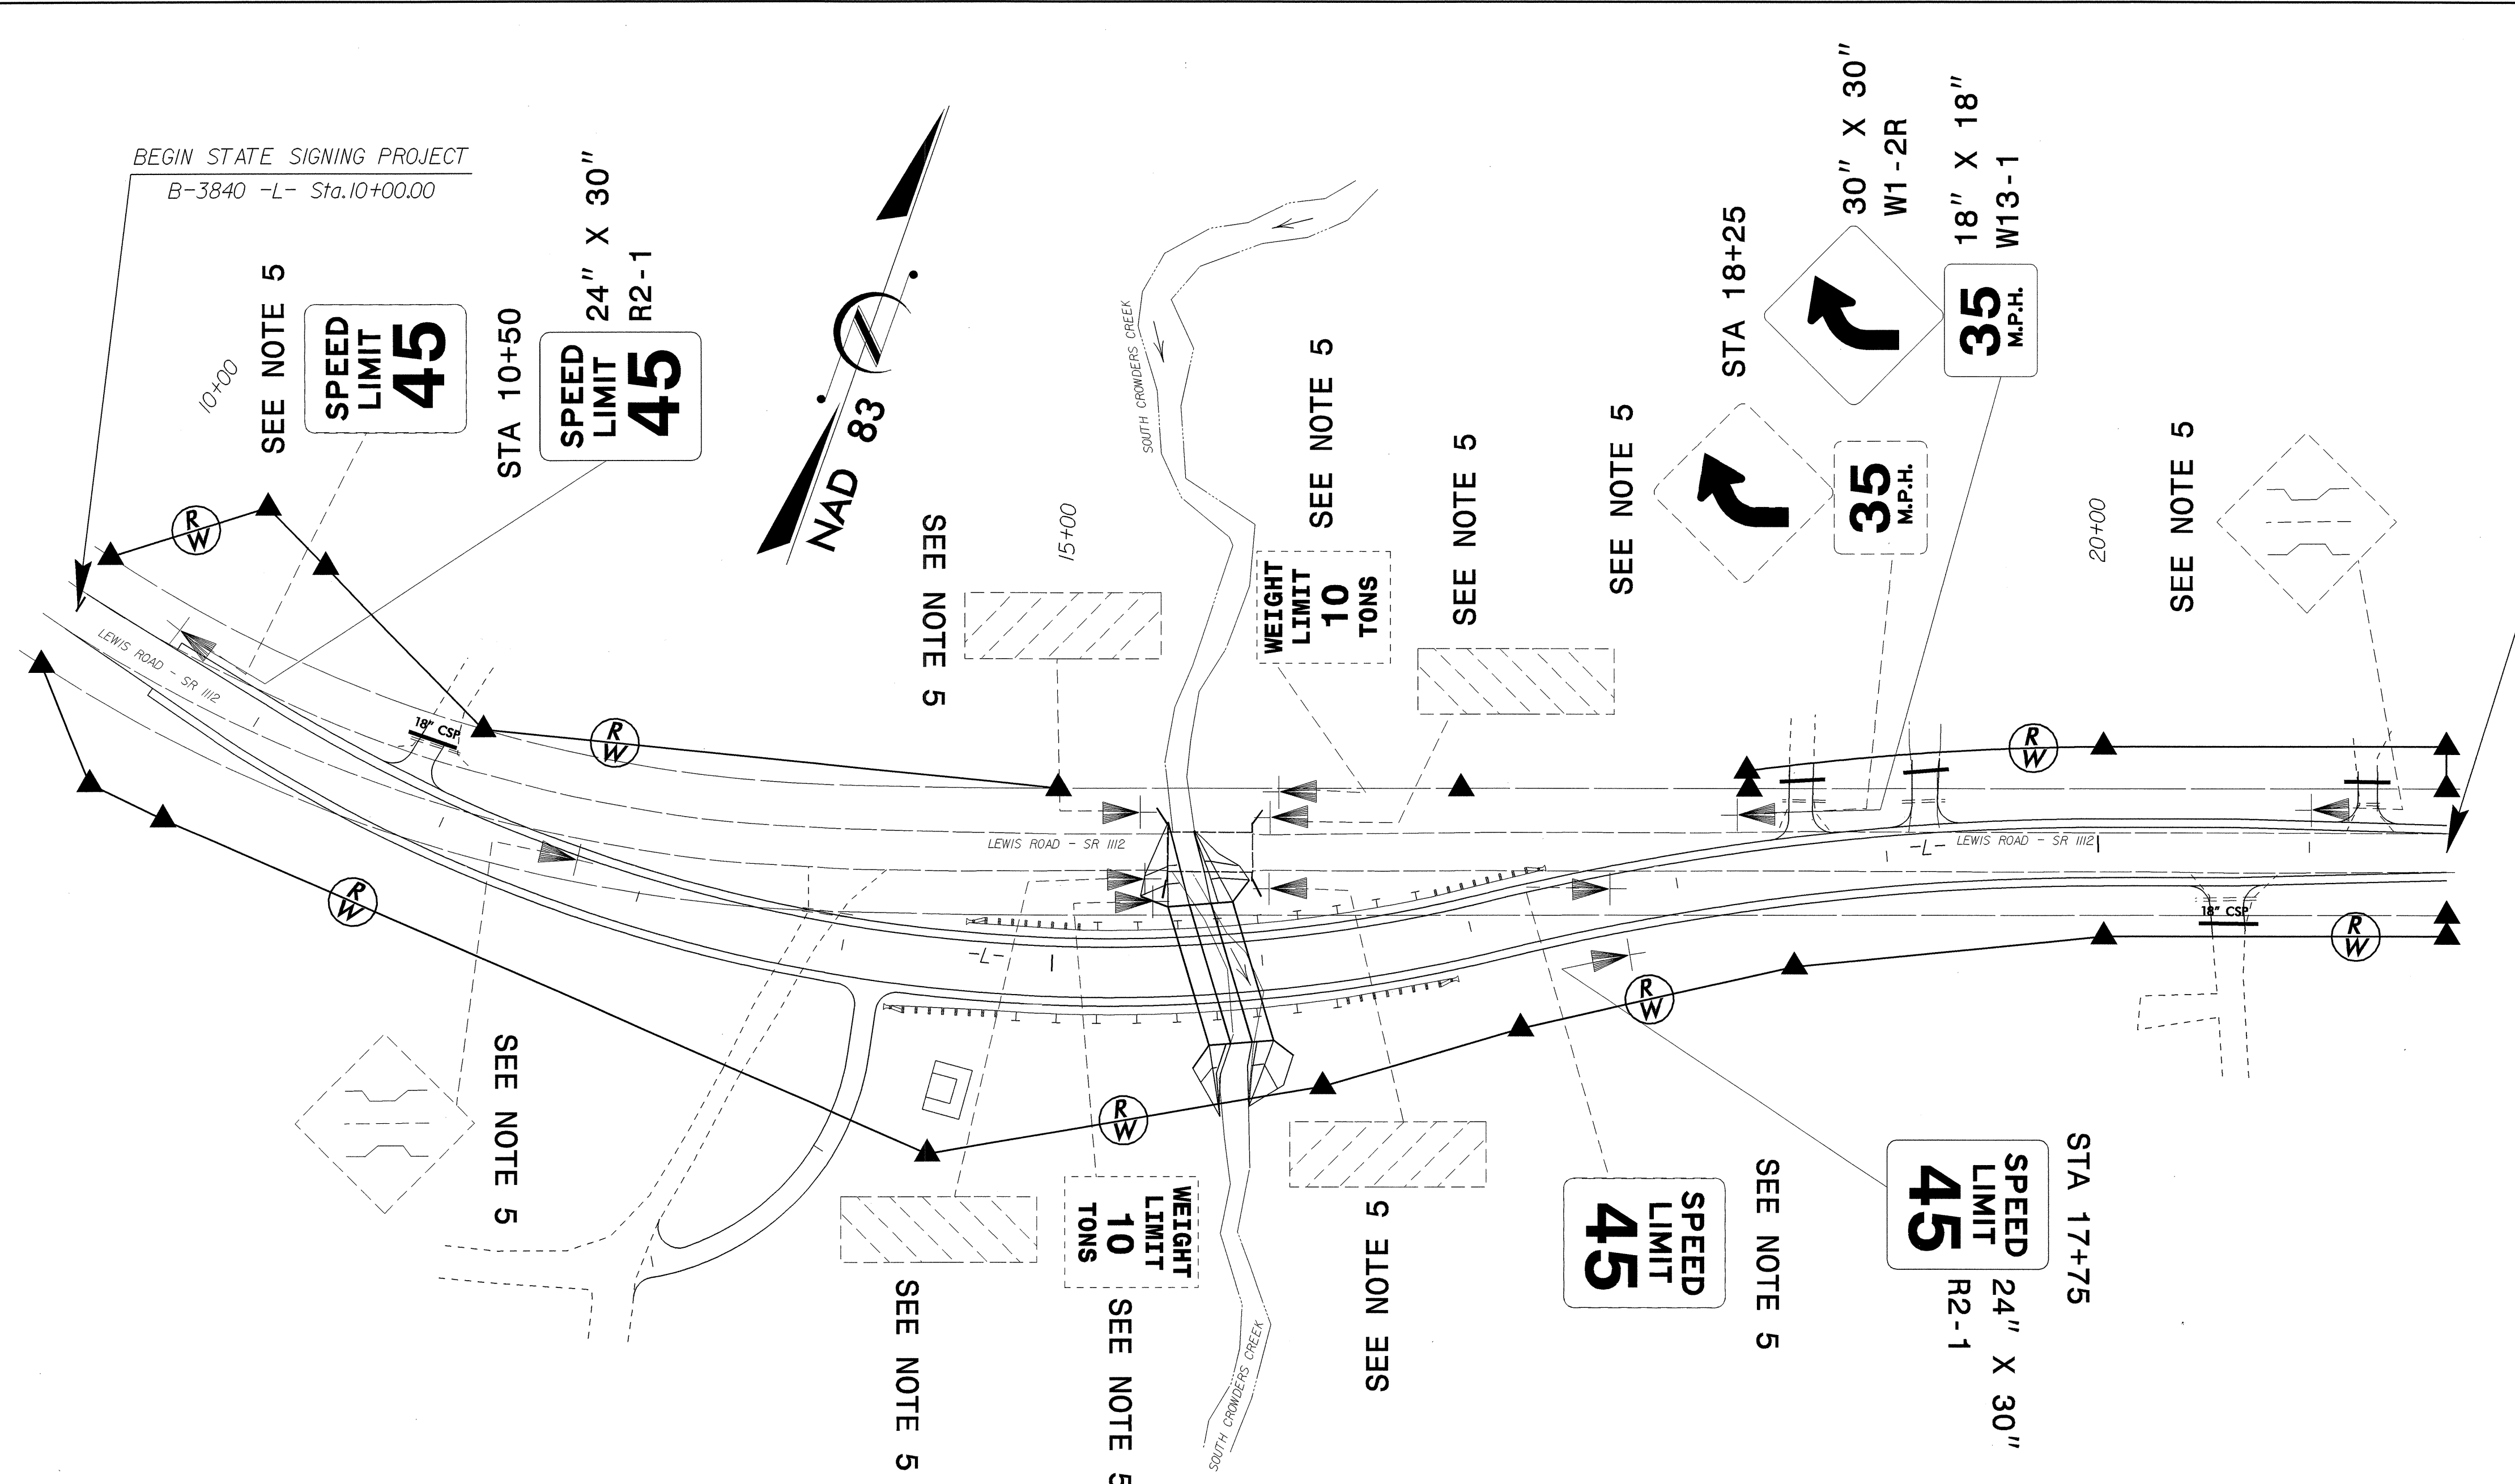 BEGIN STATE SIGNING PROJECT
B-3840 -L- Sta.10+00.00
10+00
SEE NOTE 5
SPEED
LIMIT
45
STA 10+50
SPEED
LIMIT
45
24" X 30"
R2-1
NAD 83
SOUTH CROWDERS CREEK
SEE NOTE 5
15+00
WEIGHT
LIMIT
10
TONS
SEE NOTE 5
SEE NOTE 5
SEE NOTE 5
35
M.P.H.
STA 18+25
30" X 30"
W1-2R
35
M.P.H.
18" X 18"
W13-1
20+00
SEE NOTE 5
R
W
LEWIS ROAD - SR 1112
18" CSP
R
W
R
W
LEWIS ROAD - SR 1112
-L- LEWIS ROAD - SR 1112
R
W
-L-
18" CSP
R
W
R
W
SEE NOTE 5
R
W
SEE NOTE 5
WEIGHT
LIMIT
10
TONS
SEE NOTE 5
SEE NOTE 5
SPEED
LIMIT
45
SEE NOTE 5
SPEED
LIMIT
45
STA 17+75
24" X 30"
R2-1
SOUTH CROWDERS CREEK